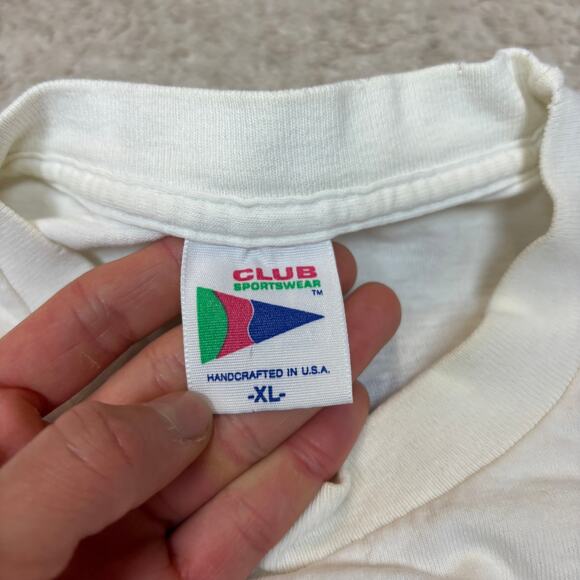 CLUB
SPORTSWEAR
TM
HANDCRAFTED IN U.S.A.
-XL-